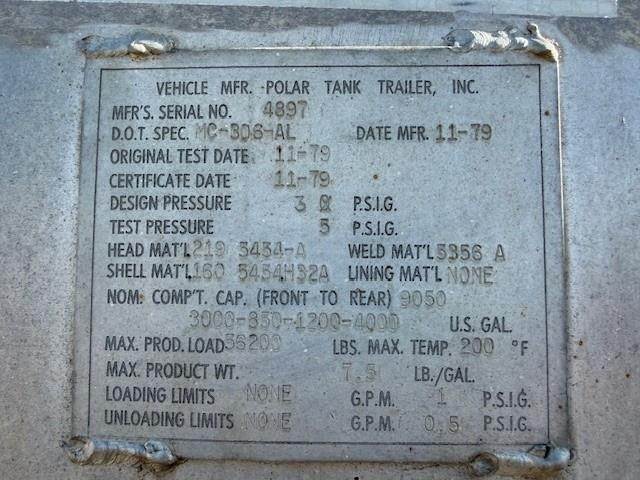 VEHICLE MFR. POLAR TANK TRAILER, INC.
MFR'S. SERIAL NO. 4897
D.O.T. SPEC. MC-306-AL DATE MFR. 11-79
ORIGINAL TEST DATE 11-79
CERTIFICATE DATE 11-79
DESIGN PRESSURE 3 P.S.I.G.
TEST PRESSURE 5 P.S.I.G.
HEAD MAT'L 219 5454-A WELD MAT'L 5356 A
SHELL MAT'L 160 5454H32A LINING MAT'L NONE
NOM. COMP'T. CAP. (FRONT TO REAR) 9050
3000-850-1200-4000 U.S. GAL.
MAX. PROD. LOAD 56200 LBS. MAX. TEMP. 200 °F
MAX. PRODUCT WT. 7.5 LB./GAL.
LOADING LIMITS NONE G.P.M. 1 P.S.I.G.
UNLOADING LIMITS NONE G.P.M. 0.5 P.S.I.G.